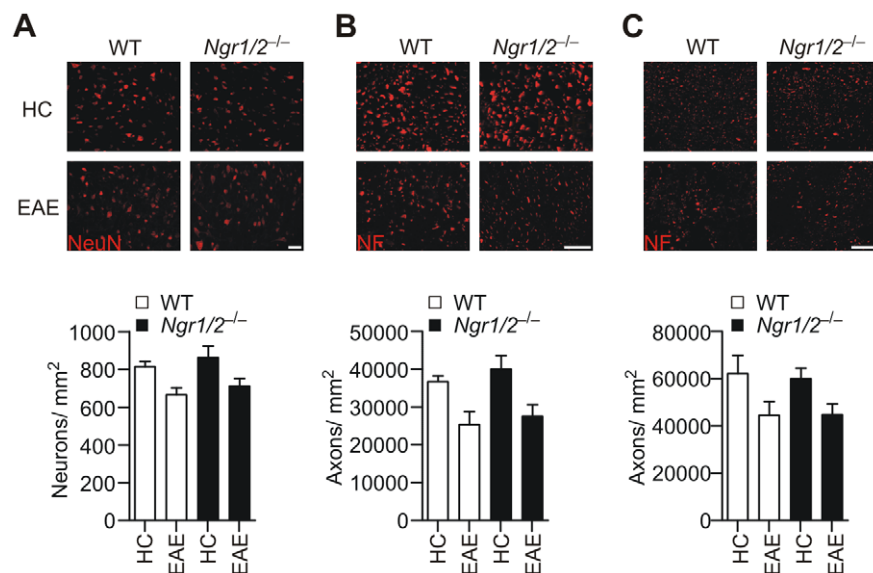 A
WT Ngr1/2–/–
B
WT Ngr1/2–/–
C
WT Ngr1/2–/–
HC
EAE
NeuN
NF
NF
WT
Ngr1/2–/–
Neurons/ mm2
1000
800
600
400
200
0
HC EAE HC EAE
WT
Ngr1/2–/–
Axons/ mm2
50000
40000
30000
20000
10000
0
HC EAE HC EAE
WT
Ngr1/2–/–
Axons/ mm2
80000
60000
40000
20000
0
HC EAE HC EAE